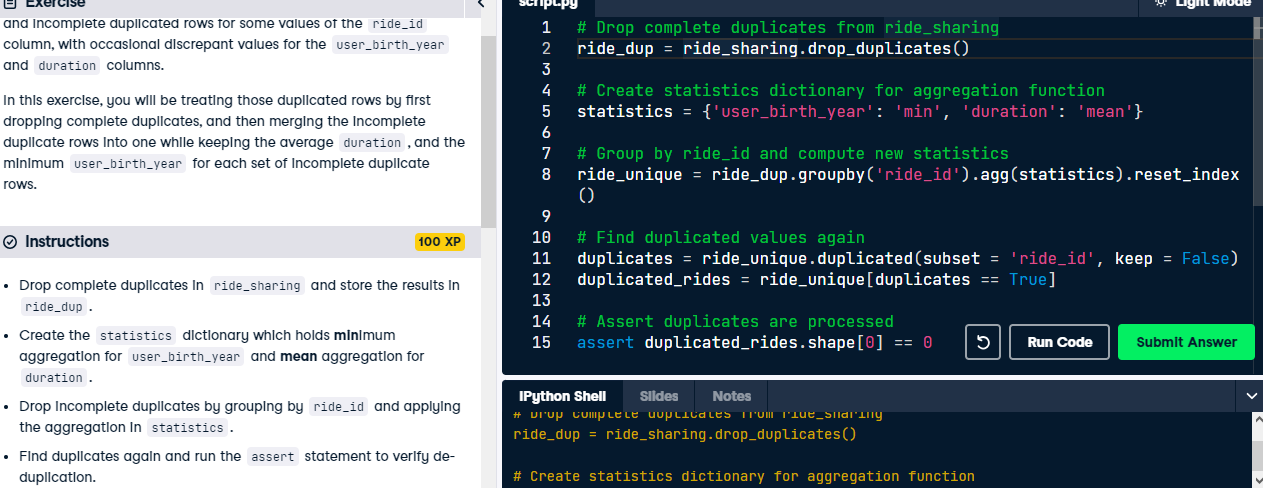 Exercise
and incomplete duplicated rows for some values of the ride_id
column, with occasional discrepant values for the user_birth_year
and duration columns.
In this exercise, you will be treating those duplicated rows by first
dropping complete duplicates, and then merging the incomplete
duplicate rows into one while keeping the average duration , and the
minimum user_birth_year for each set of incomplete duplicate
rows.
Instructions
100 XP
• Drop complete duplicates in ride_sharing and store the results in
ride_dup .
• Create the statistics dictionary which holds minimum
aggregation for user_birth_year and mean aggregation for
duration .
• Drop incomplete duplicates by grouping by ride_id and applying
the aggregation in statistics .
• Find duplicates again and run the assert statement to verify de-
duplication.
script.py
Light Mode
1 # Drop complete duplicates from ride_sharing
2 ride_dup = ride_sharing.drop_duplicates()
3
4 # Create statistics dictionary for aggregation function
5 statistics = {'user_birth_year': 'min', 'duration': 'mean'}
6
7 # Group by ride_id and compute new statistics
8 ride_unique = ride_dup.groupby('ride_id').agg(statistics).reset_index
()
9
10 # Find duplicated values again
11 duplicates = ride_unique.duplicated(subset = 'ride_id', keep = False)
12 duplicated_rides = ride_unique[duplicates == True]
13
14 # Assert duplicates are processed
15 assert duplicated_rides.shape[0] == 0
Run Code
Submit Answer
IPython Shell
Slides
Notes
# Drop complete duplicates from ride_sharing
ride_dup = ride_sharing.drop_duplicates()
# Create statistics dictionary for aggregation function